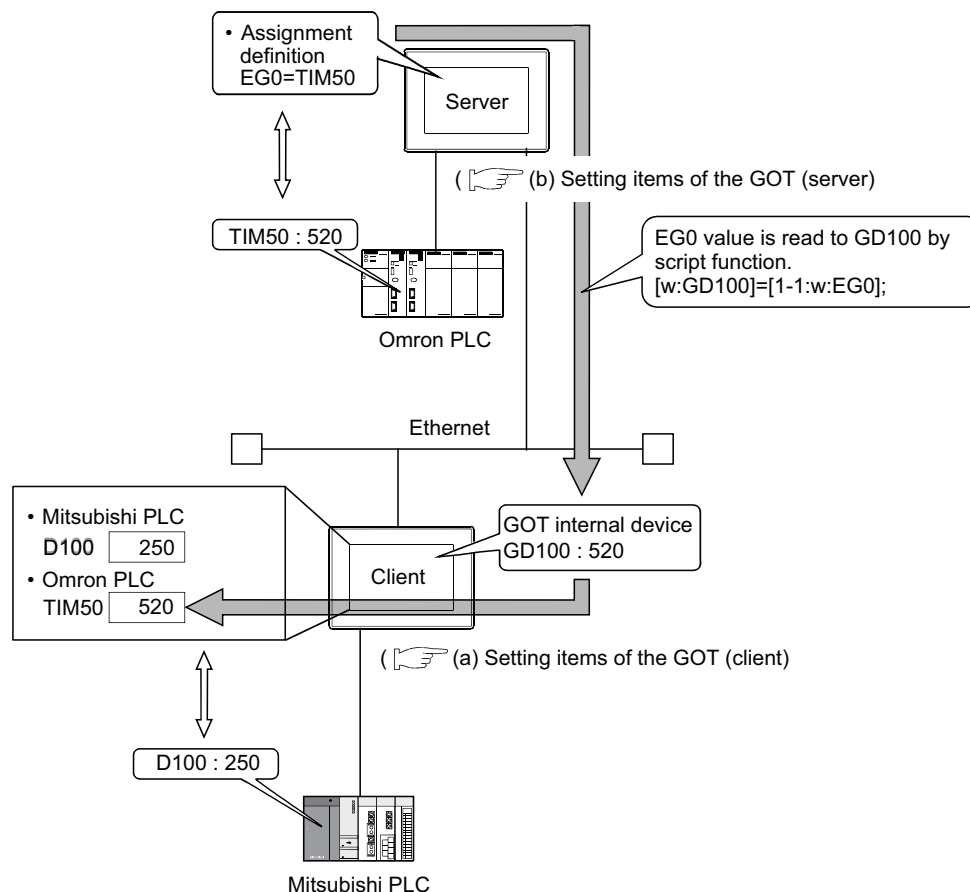 • Assignment
definition
EG0=TIM50
Server
( (b) Setting items of the GOT (server)
TIM50 : 520
EG0 value is read to GD100 by
script function.
[w:GD100]=[1-1:w:EG0];
Omron PLC
Ethernet
• Mitsubishi PLC
D100 250
• Omron PLC
TIM50 520
Client
GOT internal device
GD100 : 520
( (a) Setting items of the GOT (client)
D100 : 250
Mitsubishi PLC